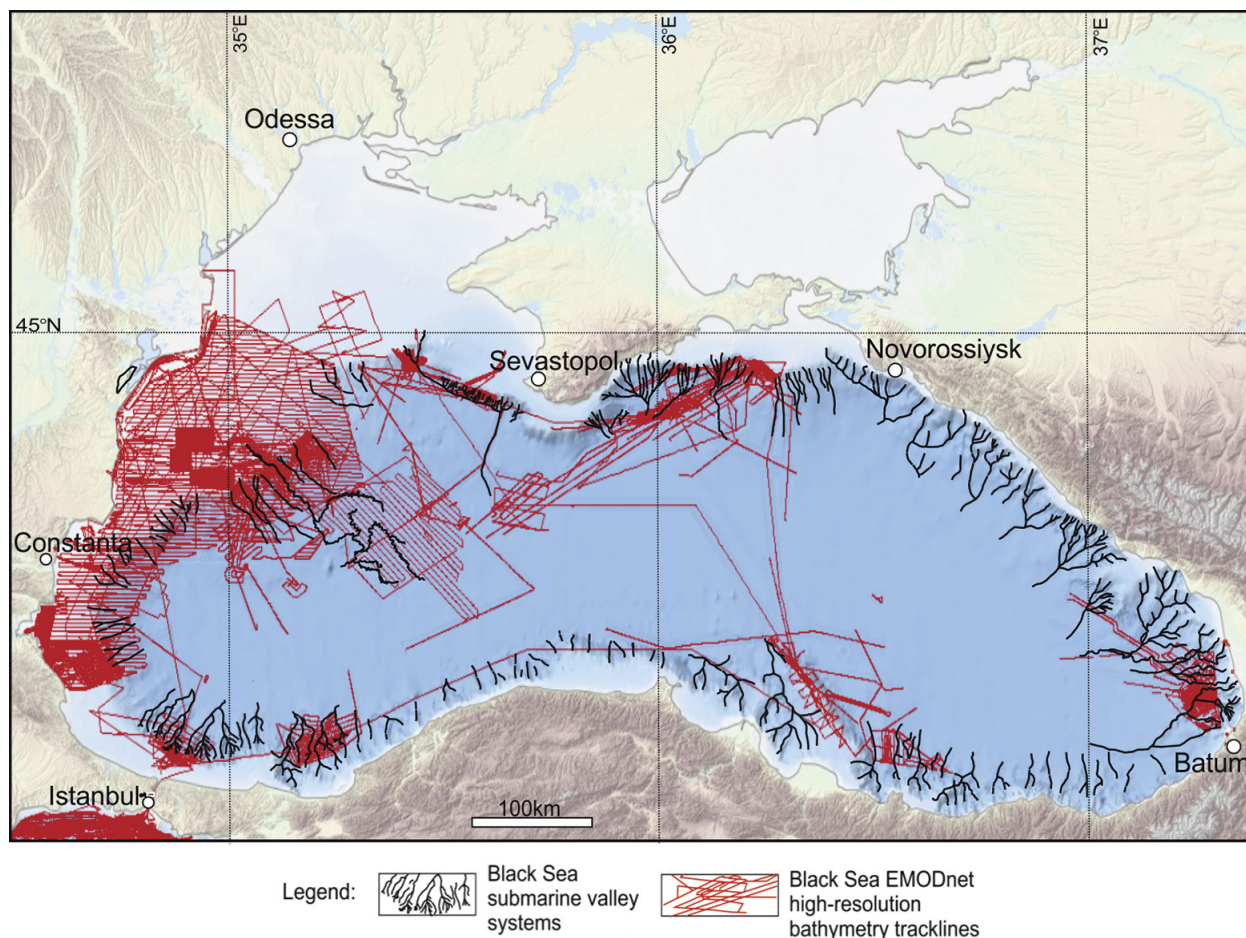 35°E
36°E
37°E
Odessa
45°N
Sevastopol
Novorossiysk
Constanta
Batum
Istanbul
100km
Legend:
Black Sea
submarine valley
systems
Black Sea EMODnet
high-resolution
bathymetry tracklines